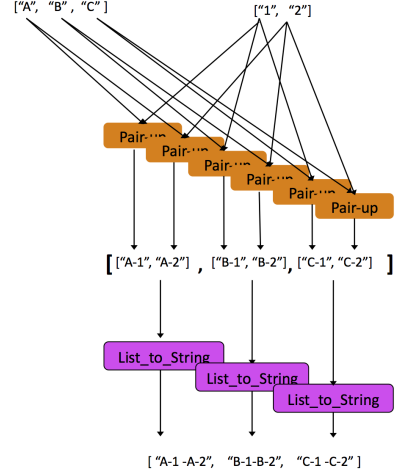 [“A”, “B” , “C” ] [“1”, “2”]
Pair-up
Pair-up
Pair-up
Pair-up
Pair-up
Pair-up
[ [“A-1”, “A-2”] , [“B-1”, “B-2”] , [“C-1”, “C-2”] ]
List_to_String
List_to_String
List_to_String
[ “A-1 -A-2”, “B-1-B-2”, “C-1 -C-2” ]